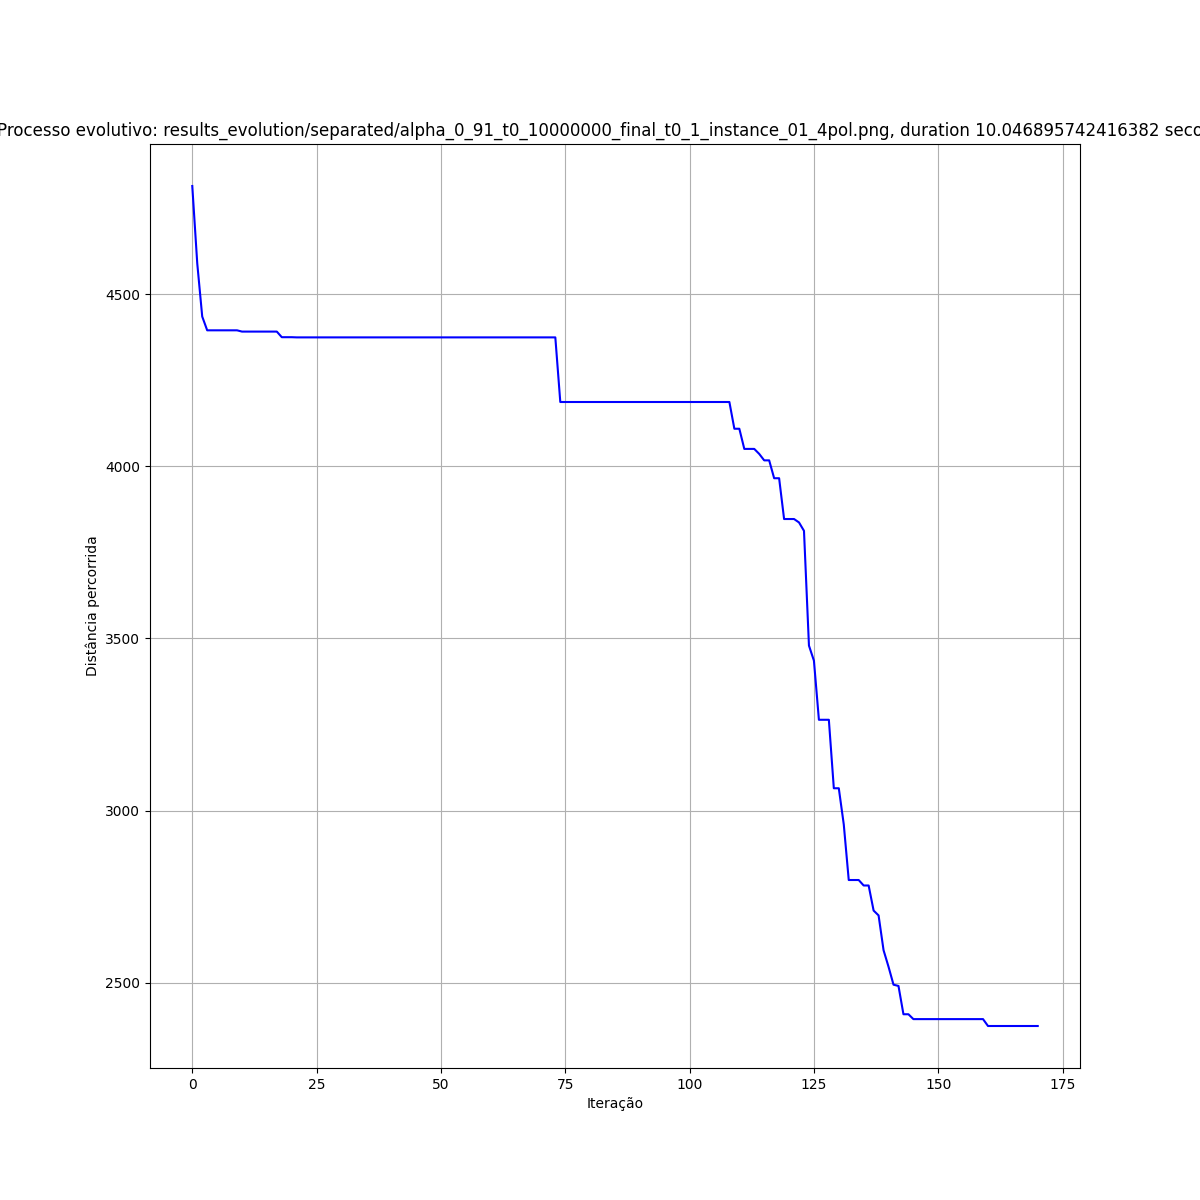 Processo evolutivo: results_evolution/separated/alpha_0_91_t0_10000000_final_t0_1_instance_01_4pol.png, duration 10.046895742416382 seco
4500
4000
3500
3000
2500
Distância percorrida
0 25 50 75 100 125 150 175
Iteração